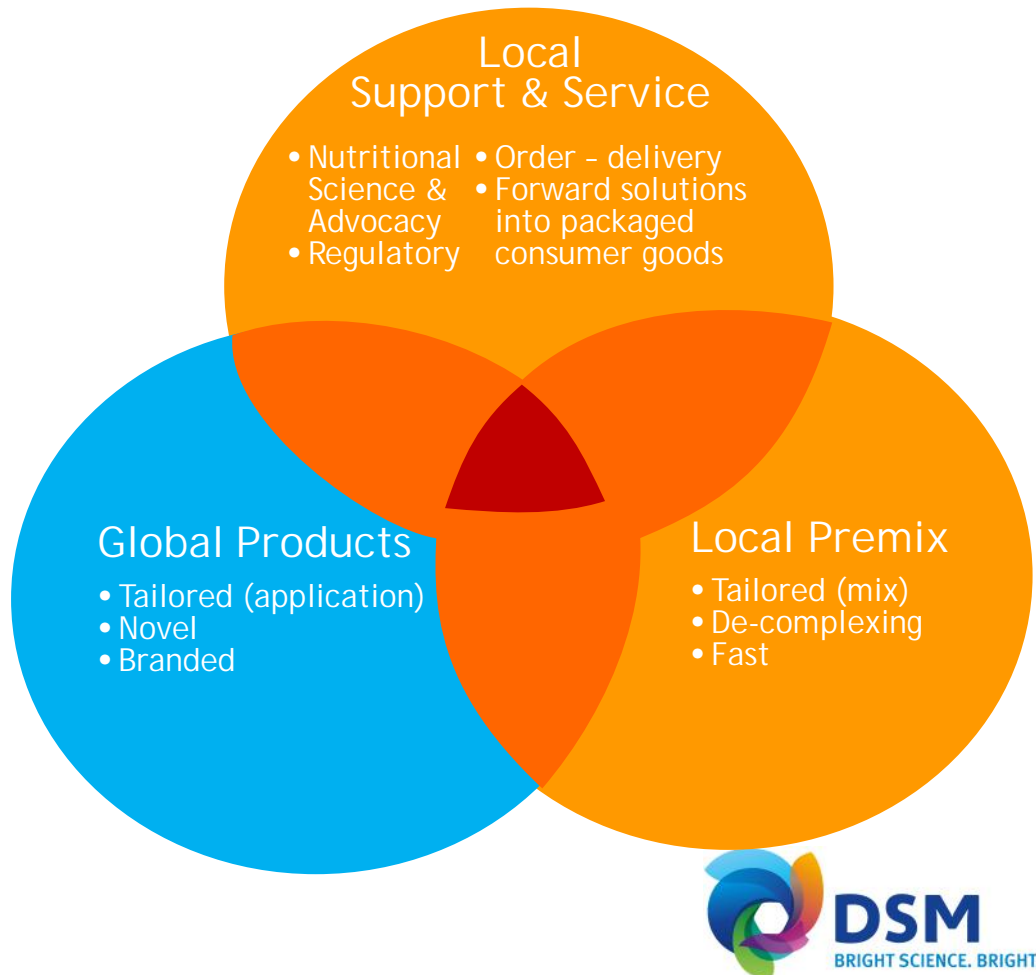 Local
Support & Service
• Nutritional
Science &
Advocacy
• Regulatory
• Order – delivery
• Forward solutions
into packaged
consumer goods
Global Products
• Tailored (application)
• Novel
• Branded
Local Premix
• Tailored (mix)
• De-complexing
• Fast
DSM
BRIGHT SCIENCE. BRIGHT